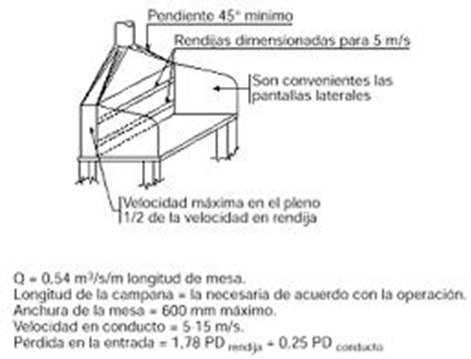 Pendiente 45° mínimo
Rendijas dimensionadas para 5 m/s
Son convenientes las
pantallas laterales
Velocidad máxima en el pleno
1/2 de la velocidad en rendija
Q = 0,54 m³/s/m longitud de mesa.
Longitud de la campana = la necesaria de acuerdo con la operación.
Anchura de la mesa = 600 mm máximo.
Velocidad en conducto = 5-15 m/s.
Pérdida en la entrada = 1,78 PD rendija + 0,25 PD conducto